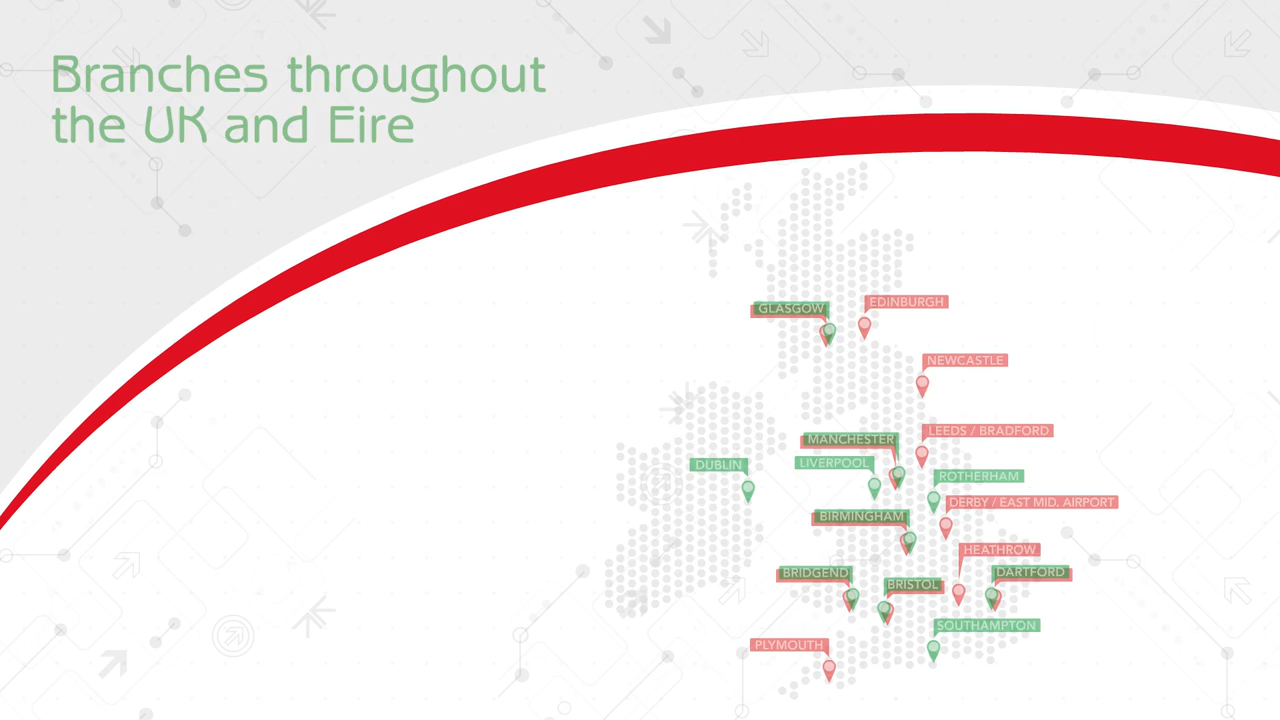 Branches throughout
the UK and Eire
EDINBURGH
GLASGOW
NEWCASTLE
LEEDS / BRADFORD
MANCHESTER
LIVERPOOL
DUBLIN
ROTHERHAM
DERBY / EAST MID. AIRPORT
BIRMINGHAM
HEATHROW
BRIDGEND
DARTFORD
BRISTOL
SOUTHAMPTON
PLYMOUTH